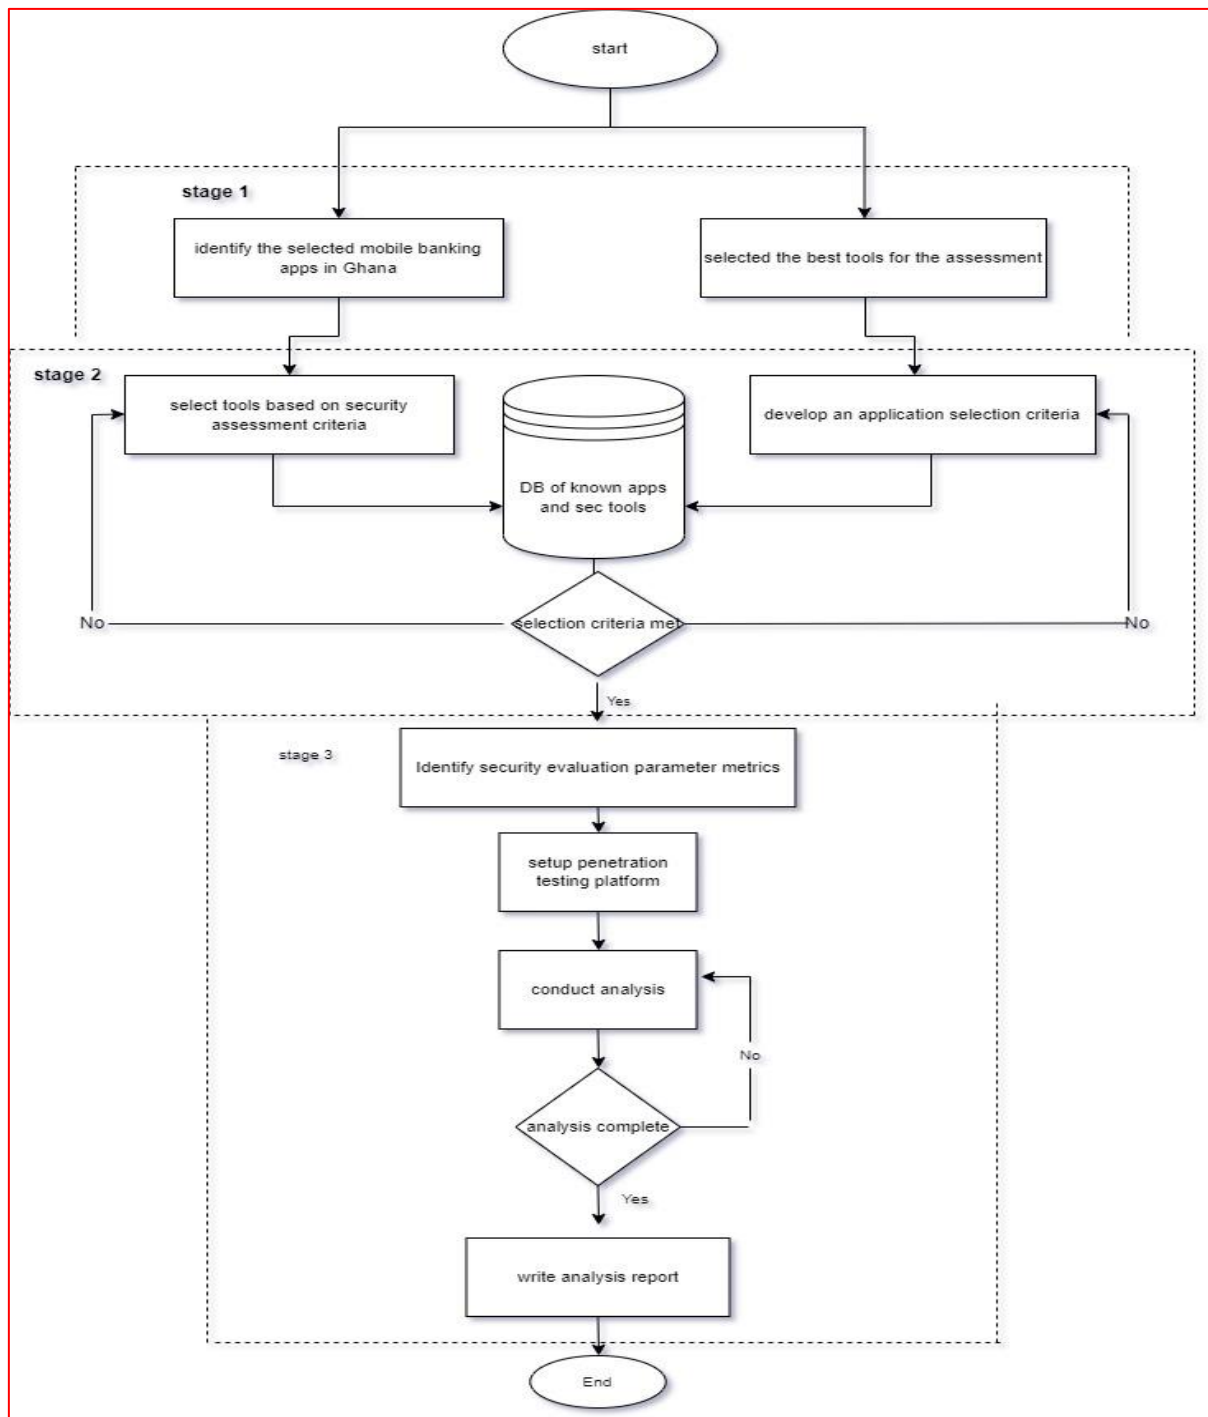 start
stage 1
identify the selected mobile banking
apps in Ghana
selected the best tools for the assessment
stage 2
select tools based on security
assessment criteria
DB of known apps
and sec tools
develop an application selection criteria
No
selection criteria met
No
Yes
stage 3
Identify security evaluation parameter metrics
setup penetration
testing platform
conduct analysis
No
analysis complete
Yes
write analysis report
End